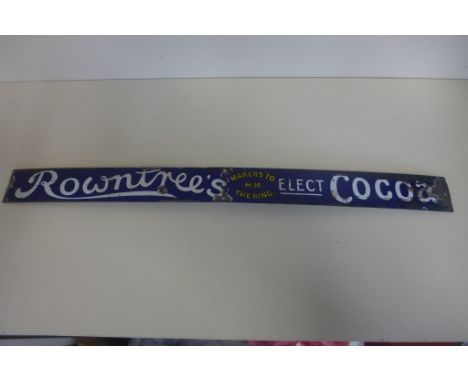 Rowntree's
MAKERS TO
H.M.
THE KING.
ELECT
COCOA